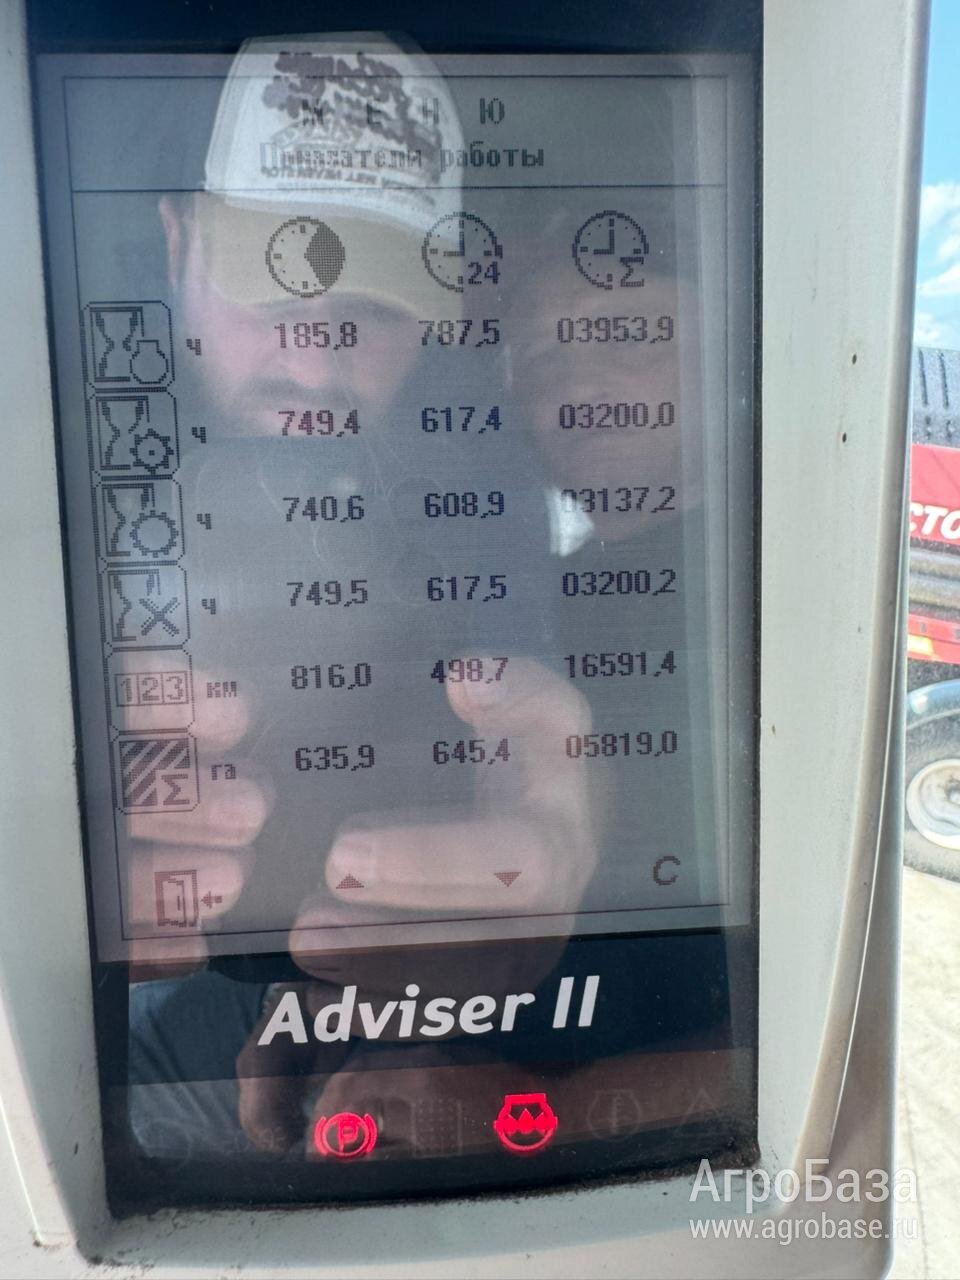 М Е Н Ю
Показатели работы
24 Σ
ч 185,8 787,5 03953,9
ч 749,4 617,4 03200,0
ч 740,6 608,9 03137,2
ч 749,5 617,5 03200,2
123 км 816,0 498,7 16591,4
Σ га 635,9 645,4 05819,0
C
Adviser II
P
АгроБаза
www.agrobase.ru